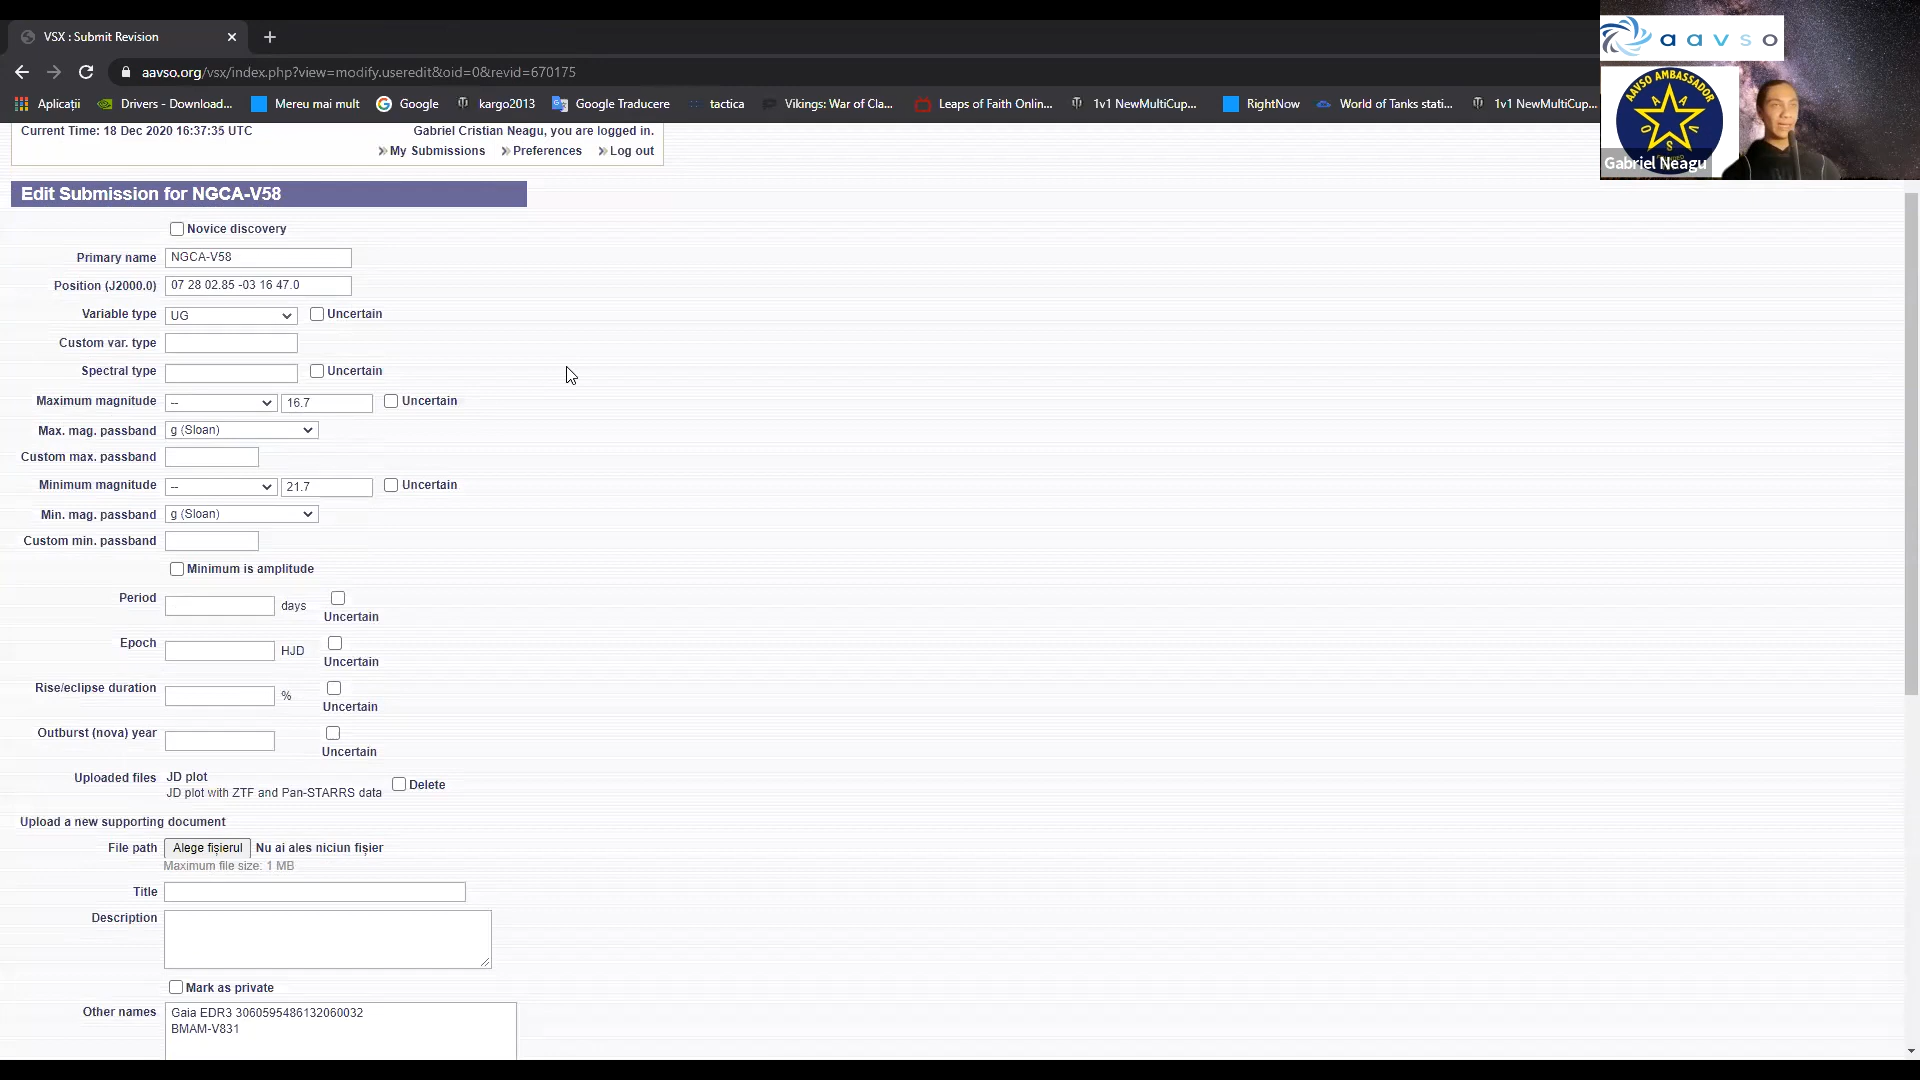 VSX : Submit Revision
aavso.org/vsx/index.php?view=modify.useredit&oid=0&revid=670175
Aplicații
Drivers - Download...
Mereu mai mult
Google
kargo2013
Google Traducere
tactica
Vikings: War of Cla...
Leaps of Faith Onlin...
1v1 NewMultiCup...
RightNow
World of Tanks stati...
1v1 NewMultiCup...
aavso
AAVSO AMBASSADOR
A A V S O
Gabriel Neagu
Current Time: 18 Dec 2020 16:37:35 UTC
Gabriel Cristian Neagu, you are logged in.
My Submissions
Preferences
Log out
Edit Submission for NGCA-V58
Novice discovery
Primary name NGCA-V58
Position (J2000.0) 07 28 02.85 -03 16 47.0
Variable type UG Uncertain
Custom var. type
Spectral type Uncertain
Maximum magnitude -- 16.7 Uncertain
Max. mag. passband g (Sloan)
Custom max. passband
Minimum magnitude -- 21.7 Uncertain
Min. mag. passband g (Sloan)
Custom min. passband
Minimum is amplitude
Period days
Uncertain
Epoch HJD
Uncertain
Rise/eclipse duration %
Uncertain
Outburst (nova) year
Uncertain
Uploaded files JD plot
JD plot with ZTF and Pan-STARRS data Delete
Upload a new supporting document
File path Alege fișierul Nu ai ales niciun fișier
Maximum file size: 1 MB
Title
Description
Mark as private
Other names Gaia EDR3 3060595486132060032
BMAM-V831